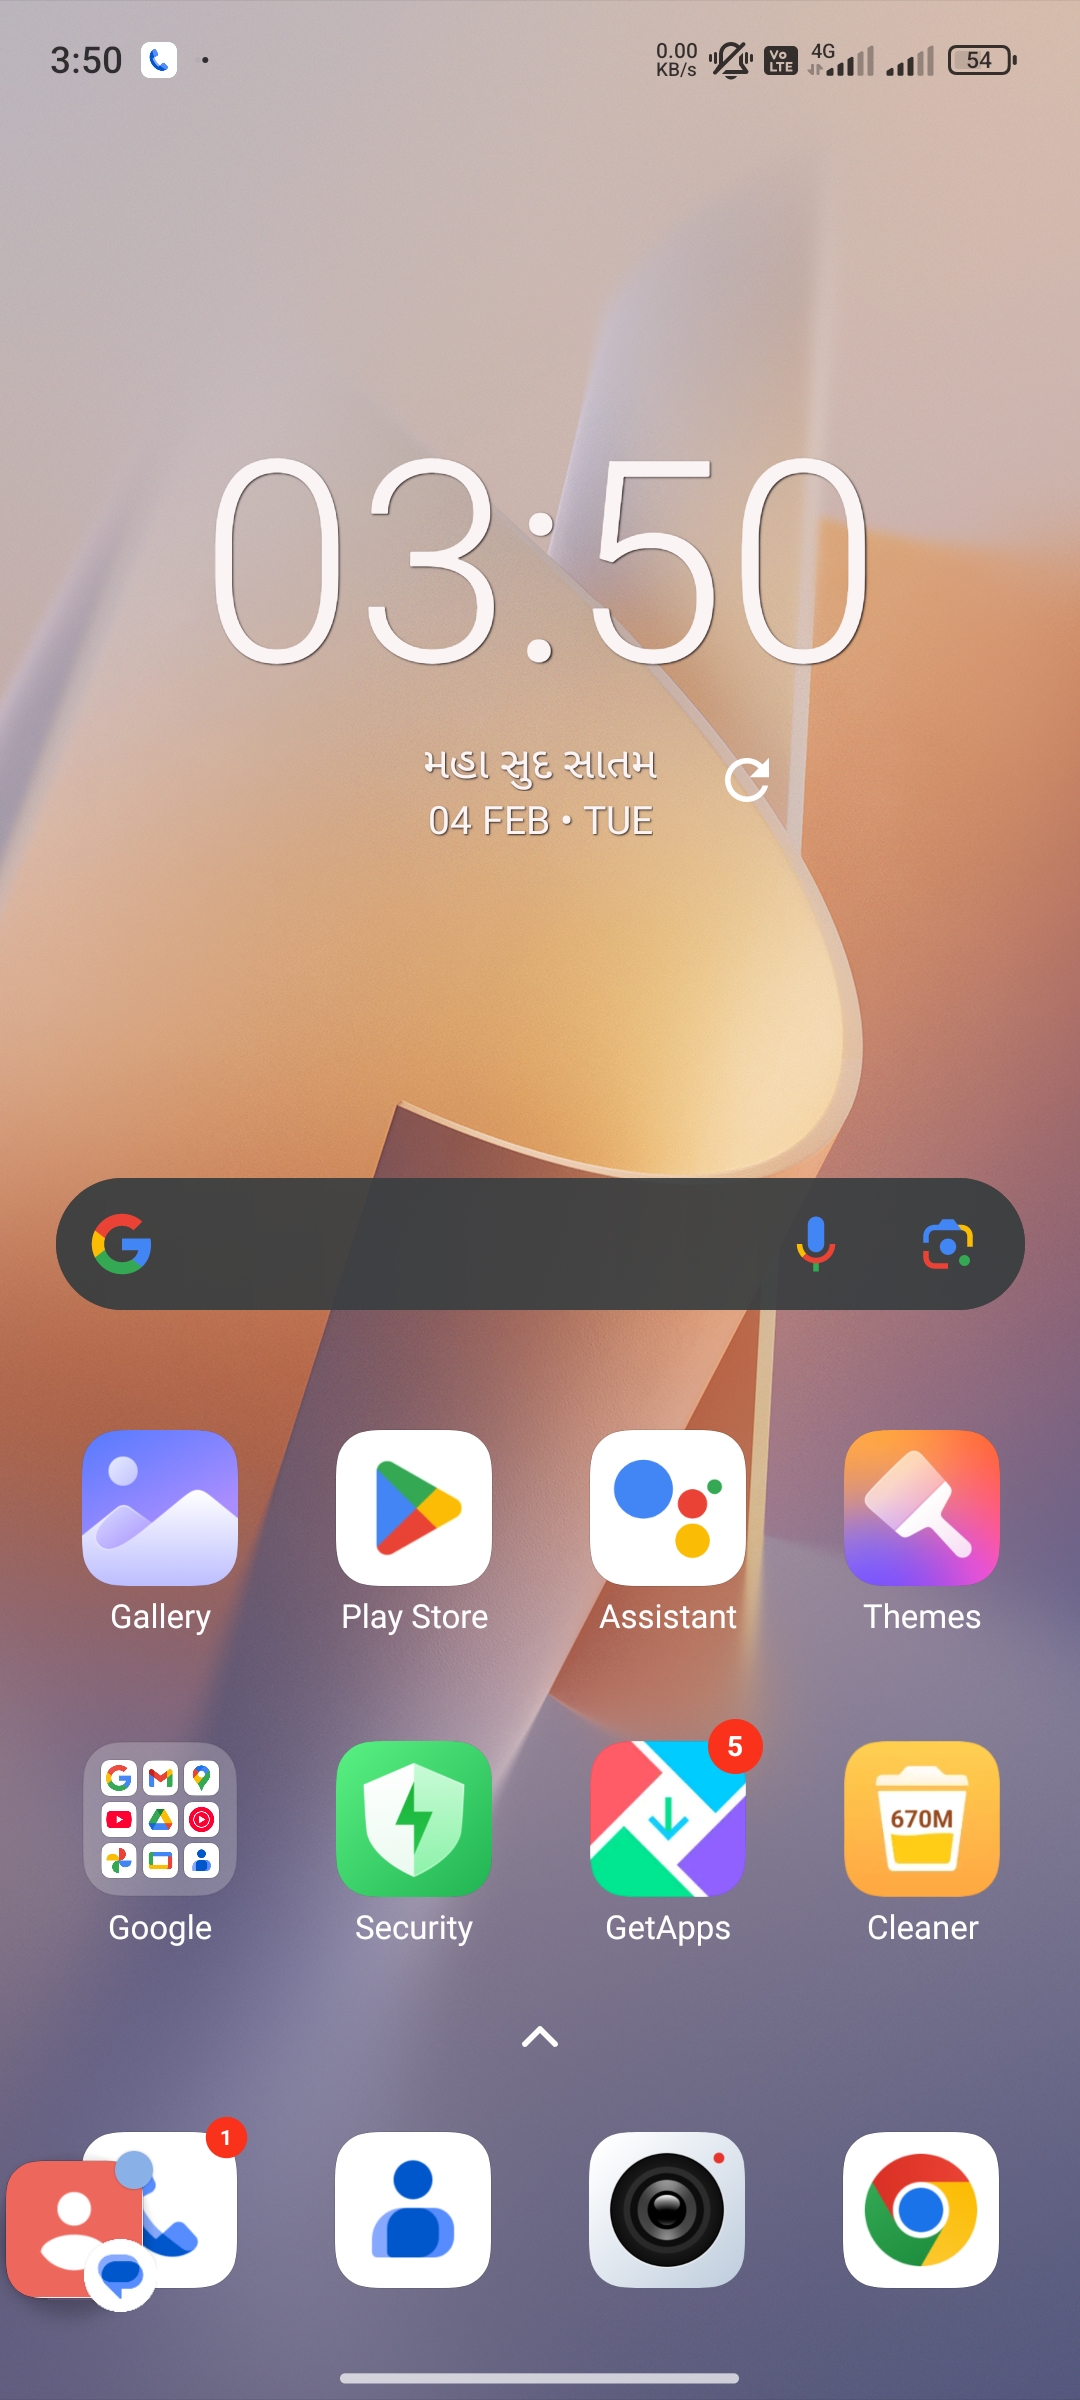 3:50
0.00
KB/s
Vo
LTE
4G
54
03:50
મહા સુદ સાતમ
04 FEB • TUE
Gallery
Play Store
Assistant
Themes
5
670M
Google
Security
GetApps
Cleaner
1